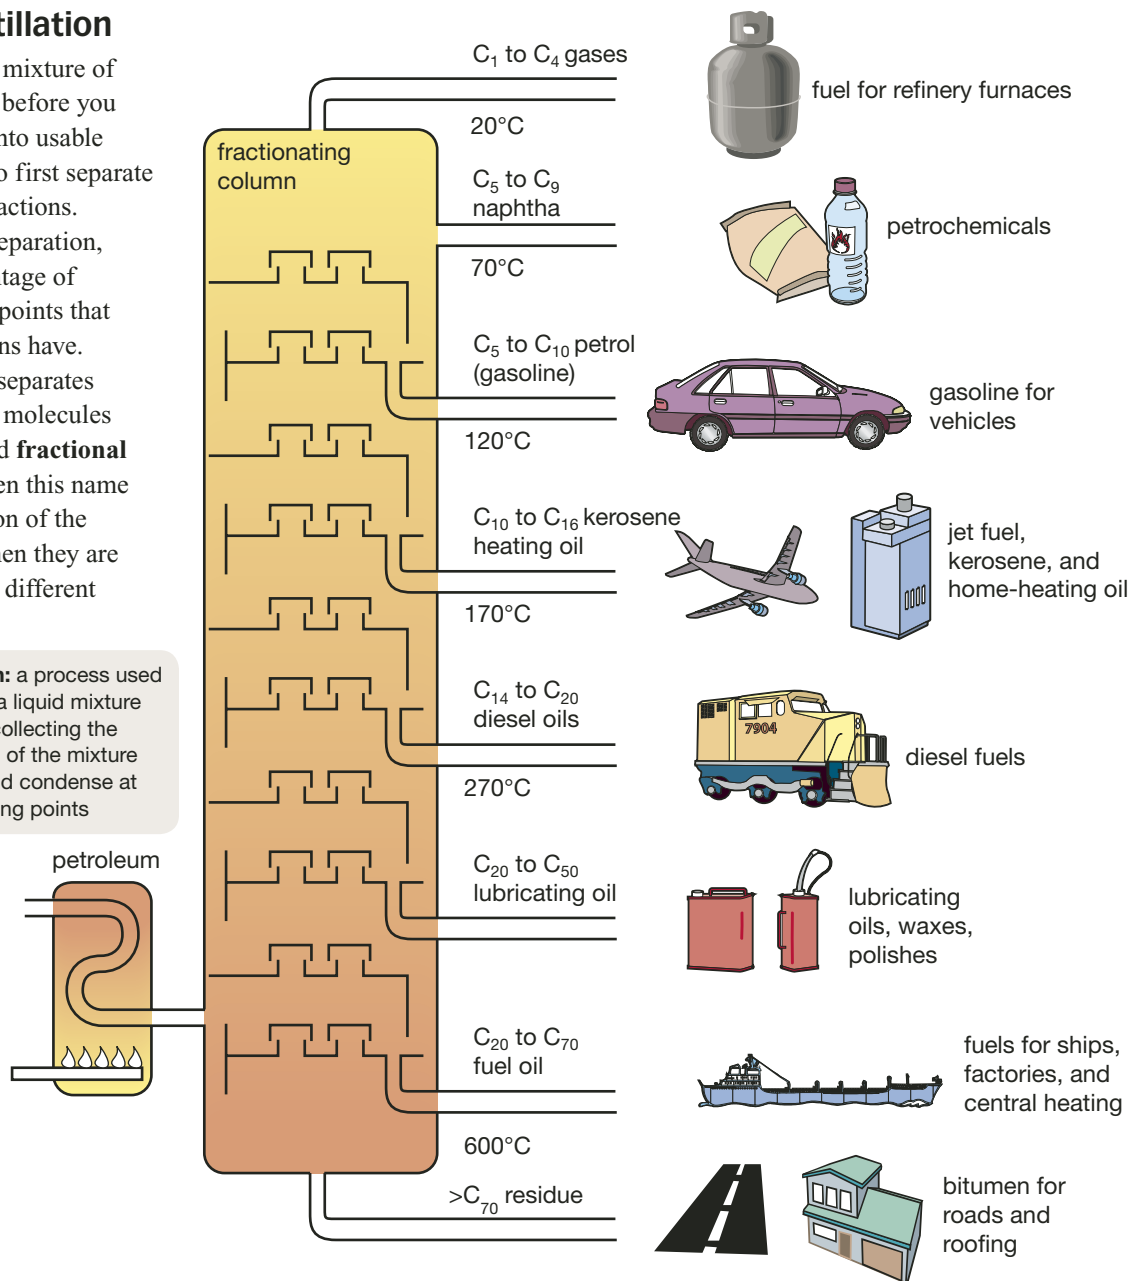 tillation
mixture of
before you
nto usable
o first separate
actions.
eparation,
ntage of
points that
ns have.
separates
molecules
d fractional
en this name
on of the
hen they are
different
n: a process used
a liquid mixture
collecting the
of the mixture
d condense at
ng points
petroleum
fractionating
column
C₁ to C₄ gases
20°C
fuel for refinery furnaces
C₅ to C₉
naphtha
70°C
petrochemicals
C₅ to C₁₀ petrol
(gasoline)
120°C
gasoline for
vehicles
C₁₀ to C₁₆ kerosene
heating oil
170°C
jet fuel,
kerosene, and
home-heating oil
C₁₄ to C₂₀
diesel oils
270°C
7904
diesel fuels
C₂₀ to C₅₀
lubricating oil
lubricating
oils, waxes,
polishes
C₂₀ to C₇₀
fuel oil
600°C
fuels for ships,
factories, and
central heating
>C₇₀ residue
bitumen for
roads and
roofing